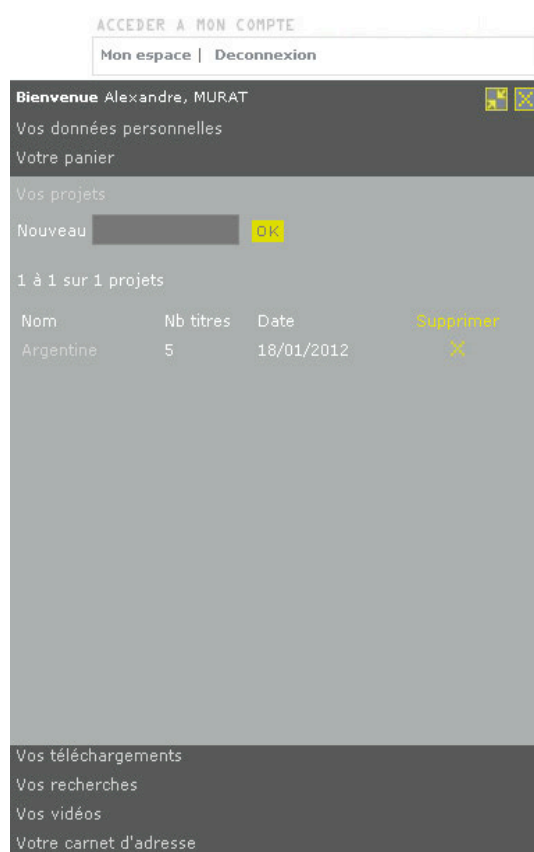 ACCEDER A MON COMPTE
Mon espace | Deconnexion
Bienvenue Alexandre, MURAT
Vos données personnelles
Votre panier
Vos projets
Nouveau OK
1 à 1 sur 1 projets
Nom Nb titres Date Supprimer
Argentine 5 18/01/2012
Vos téléchargements
Vos recherches
Vos vidéos
Votre carnet d'adresse